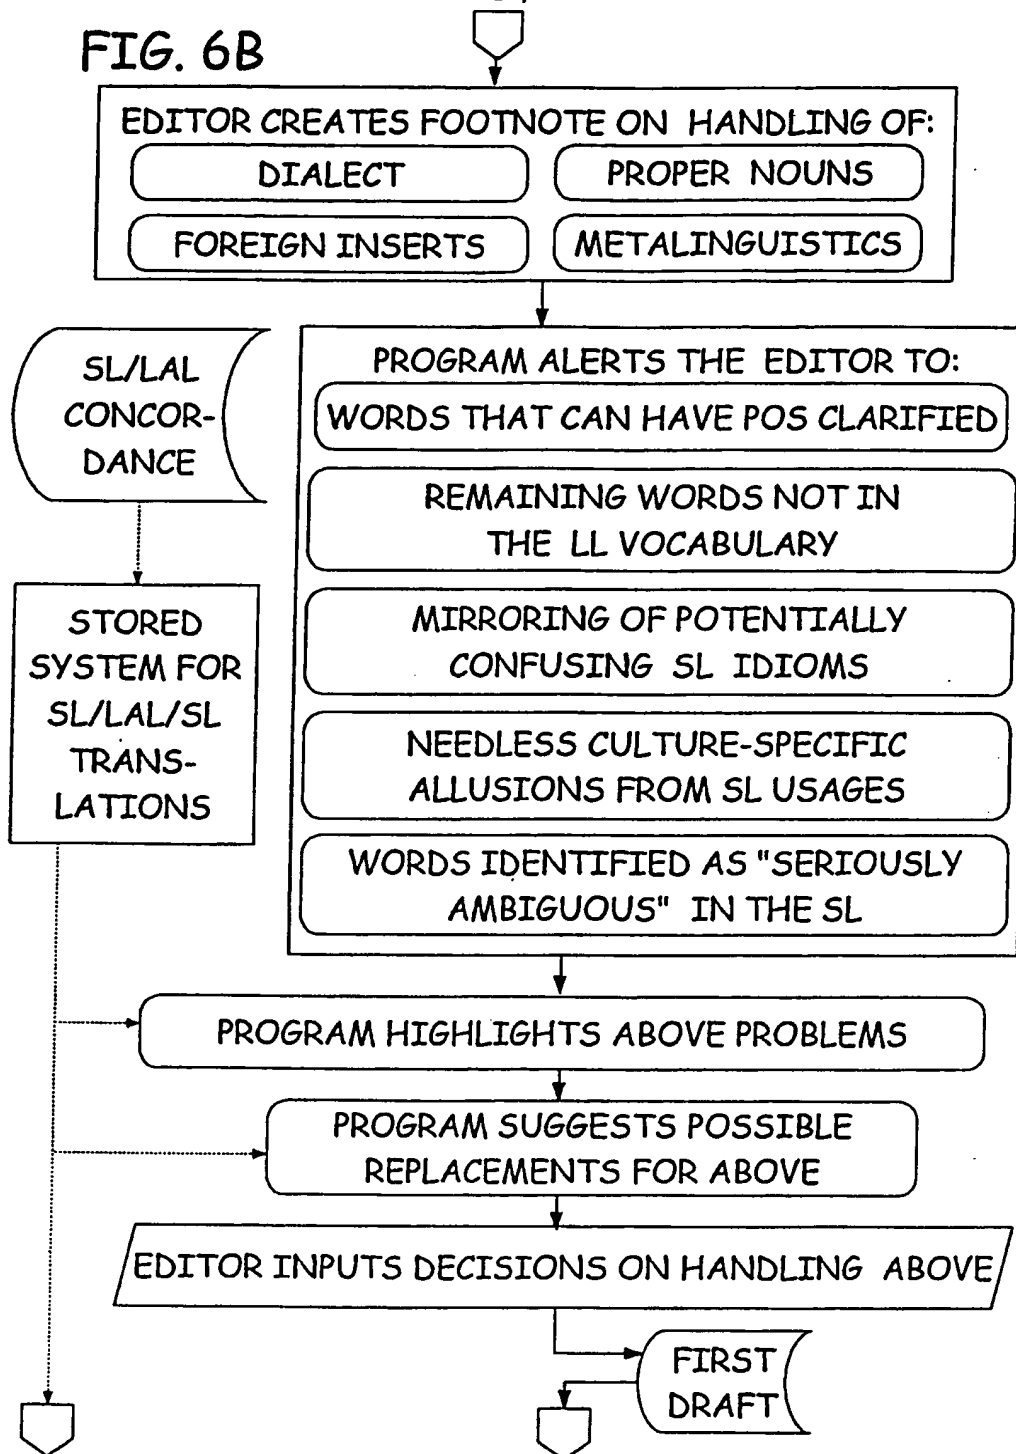 FIG. 6B
EDITOR CREATES FOOTNOTE ON HANDLING OF:
DIALECT
PROPER NOUNS
FOREIGN INSERTS
METALINGUISTICS
SL/LAL
CONCOR-
DANCE
STORED
SYSTEM FOR
SL/LAL/SL
TRANS-
LATIONS
PROGRAM ALERTS THE EDITOR TO:
WORDS THAT CAN HAVE POS CLARIFIED
REMAINING WORDS NOT IN
THE LL VOCABULARY
MIRRORING OF POTENTIALLY
CONFUSING SL IDIOMS
NEEDLESS CULTURE-SPECIFIC
ALLUSIONS FROM SL USAGES
WORDS IDENTIFIED AS "SERIOUSLY
AMBIGUOUS" IN THE SL
PROGRAM HIGHLIGHTS ABOVE PROBLEMS
PROGRAM SUGGESTS POSSIBLE
REPLACEMENTS FOR ABOVE
EDITOR INPUTS DECISIONS ON HANDLING ABOVE
FIRST
DRAFT